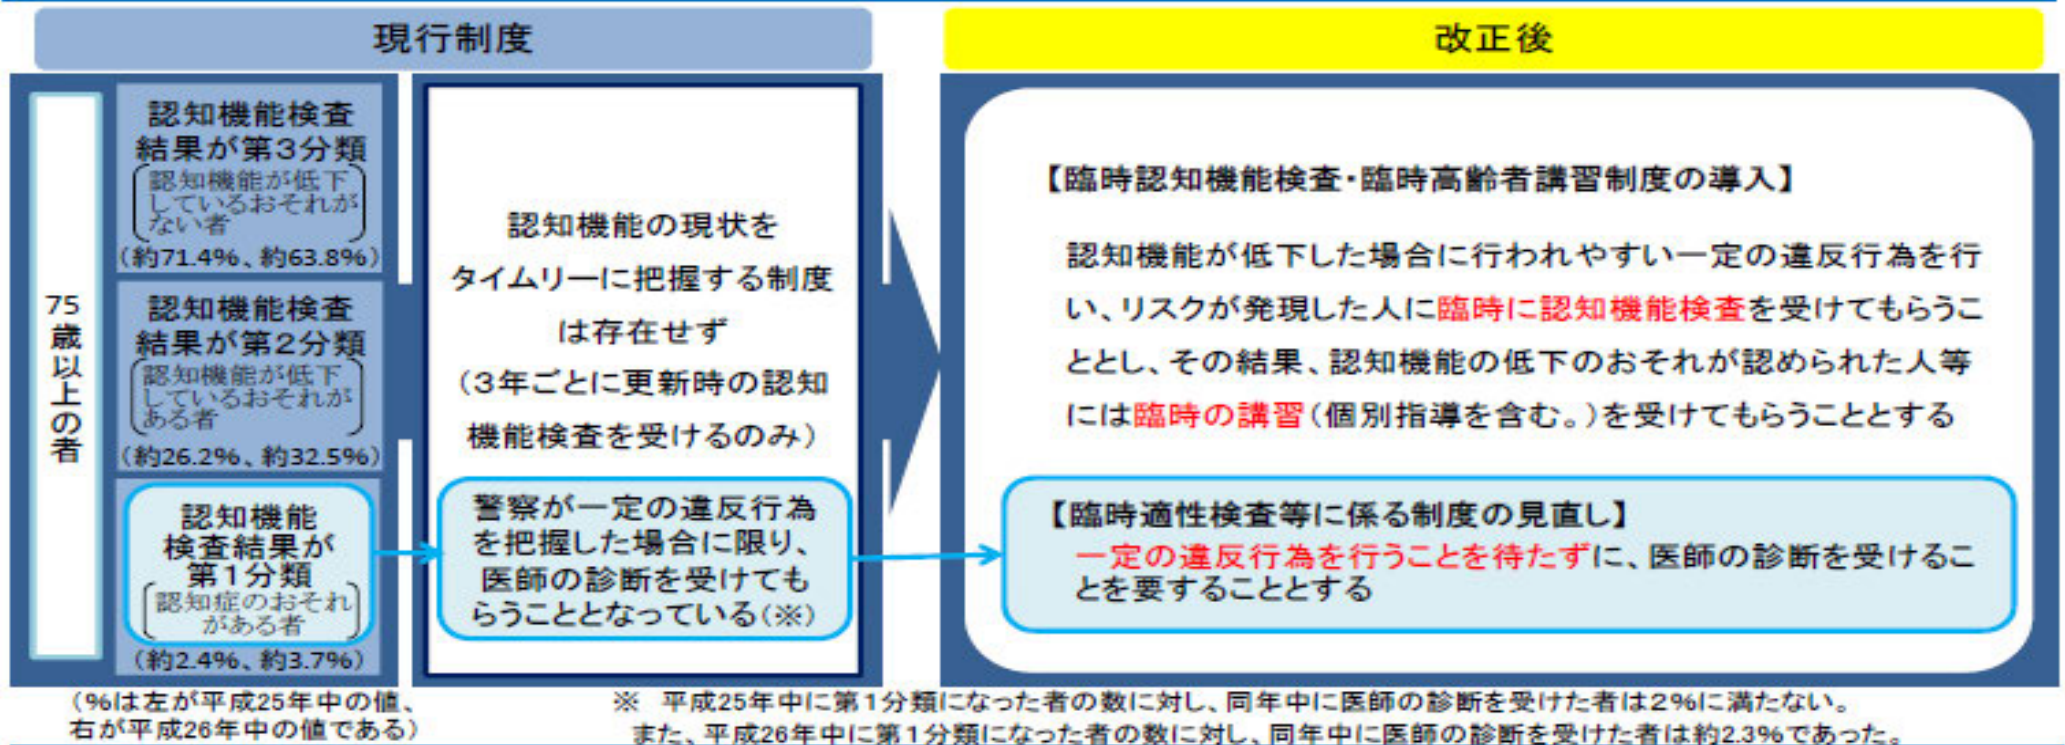 現行制度
改正後
75歳以上の者
認知機能検査
結果が第3分類
認知機能が低下
しているおそれが
ない者
(約71.4%、約63.8%)
認知機能検査
結果が第2分類
認知機能が低下
しているおそれが
ある者
(約26.2%、約32.5%)
認知機能
検査結果が
第1分類
認知症のおそれ
がある者
(約2.4%、約3.7%)
認知機能の現状を
タイムリーに把握する制度
は存在せず
(3年ごとに更新時の認知
機能検査を受けるのみ)
警察が一定の違反行為
を把握した場合に限り、
医師の診断を受けても
らうこととなっている(※)
【臨時認知機能検査・臨時高齢者講習制度の導入】
認知機能が低下した場合に行われやすい一定の違反行為を行
い、リスクが発現した人に臨時に認知機能検査を受けてもらうこ
ととし、その結果、認知機能の低下のおそれが認められた人等
には臨時の講習(個別指導を含む。)を受けてもらうこととする
【臨時適性検査等に係る制度の見直し】
一定の違反行為を行うことを待たずに、医師の診断を受けるこ
とを要することとする
(%は左が平成25年中の値、
右が平成26年中の値である)
※ 平成25年中に第1分類になった者の数に対し、同年中に医師の診断を受けた者は2%に満たない。
また、平成26年中に第1分類になった者の数に対し、同年中に医師の診断を受けた者は約2.3%であった。